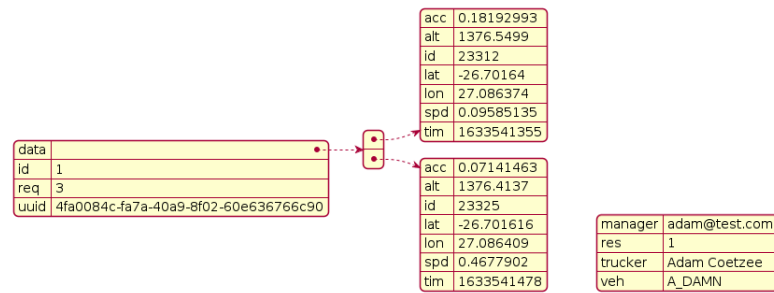 acc 0.18192993
alt 1376.5499
id 23312
lat -26.70164
lon 27.086374
spd 0.09585135
tim 1633541355
data
id 1
req 3
uuid 4fa0084c-fa7a-40a9-8f02-60e636766c90
acc 0.07141463
alt 1376.4137
id 23325
lat -26.701616
lon 27.086409
spd 0.4677902
tim 1633541478
manager adam@test.com
res 1
trucker Adam Coetzee
veh A_DAMN